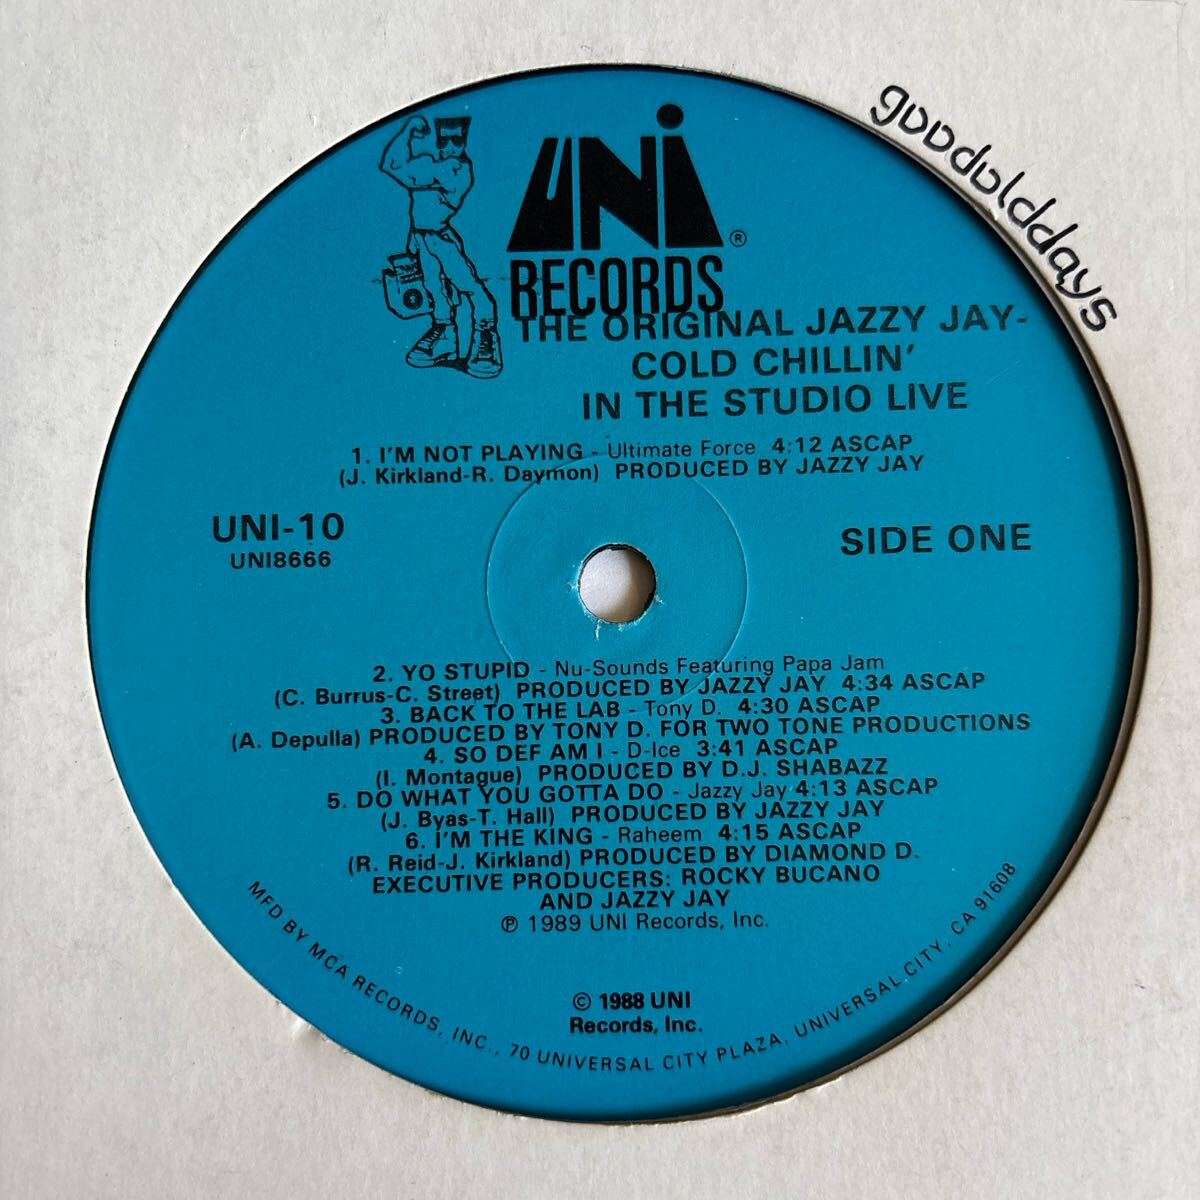 gooddolddays
UNI
®
RECORDS
THE ORIGINAL JAZZY JAY-
COLD CHILLIN'
IN THE STUDIO LIVE
1. I'M NOT PLAYING - Ultimate Force 4:12 ASCAP
(J. Kirkland-R. Daymon) PRODUCED BY JAZZY JAY
UNI-10
UNI8666
SIDE ONE
2. YO STUPID - Nu-Sounds Featuring Papa Jam
(C. Burrus-C. Street) PRODUCED BY JAZZY JAY 4:34 ASCAP
3. BACK TO THE LAB - Tony D. 4:30 ASCAP
(A. Depulla) PRODUCED BY TONY D. FOR TWO TONE PRODUCTIONS
4. SO DEF AM I - D-Ice 3:41 ASCAP
(I. Montague) PRODUCED BY D.J. SHABAZZ
5. DO WHAT YOU GOTTA DO - Jazzy Jay 4:13 ASCAP
(J. Byas-T. Hall) PRODUCED BY JAZZY JAY
6. I'M THE KING - Raheem 4:15 ASCAP
(R. Reid-J. Kirkland) PRODUCED BY DIAMOND D.
EXECUTIVE PRODUCERS: ROCKY BUCANO
AND JAZZY JAY
℗ 1989 UNI Records, Inc.
© 1988 UNI
Records, Inc.
MFD BY MCA RECORDS, INC., 70 UNIVERSAL CITY PLAZA, UNIVERSAL CITY, CA 91608